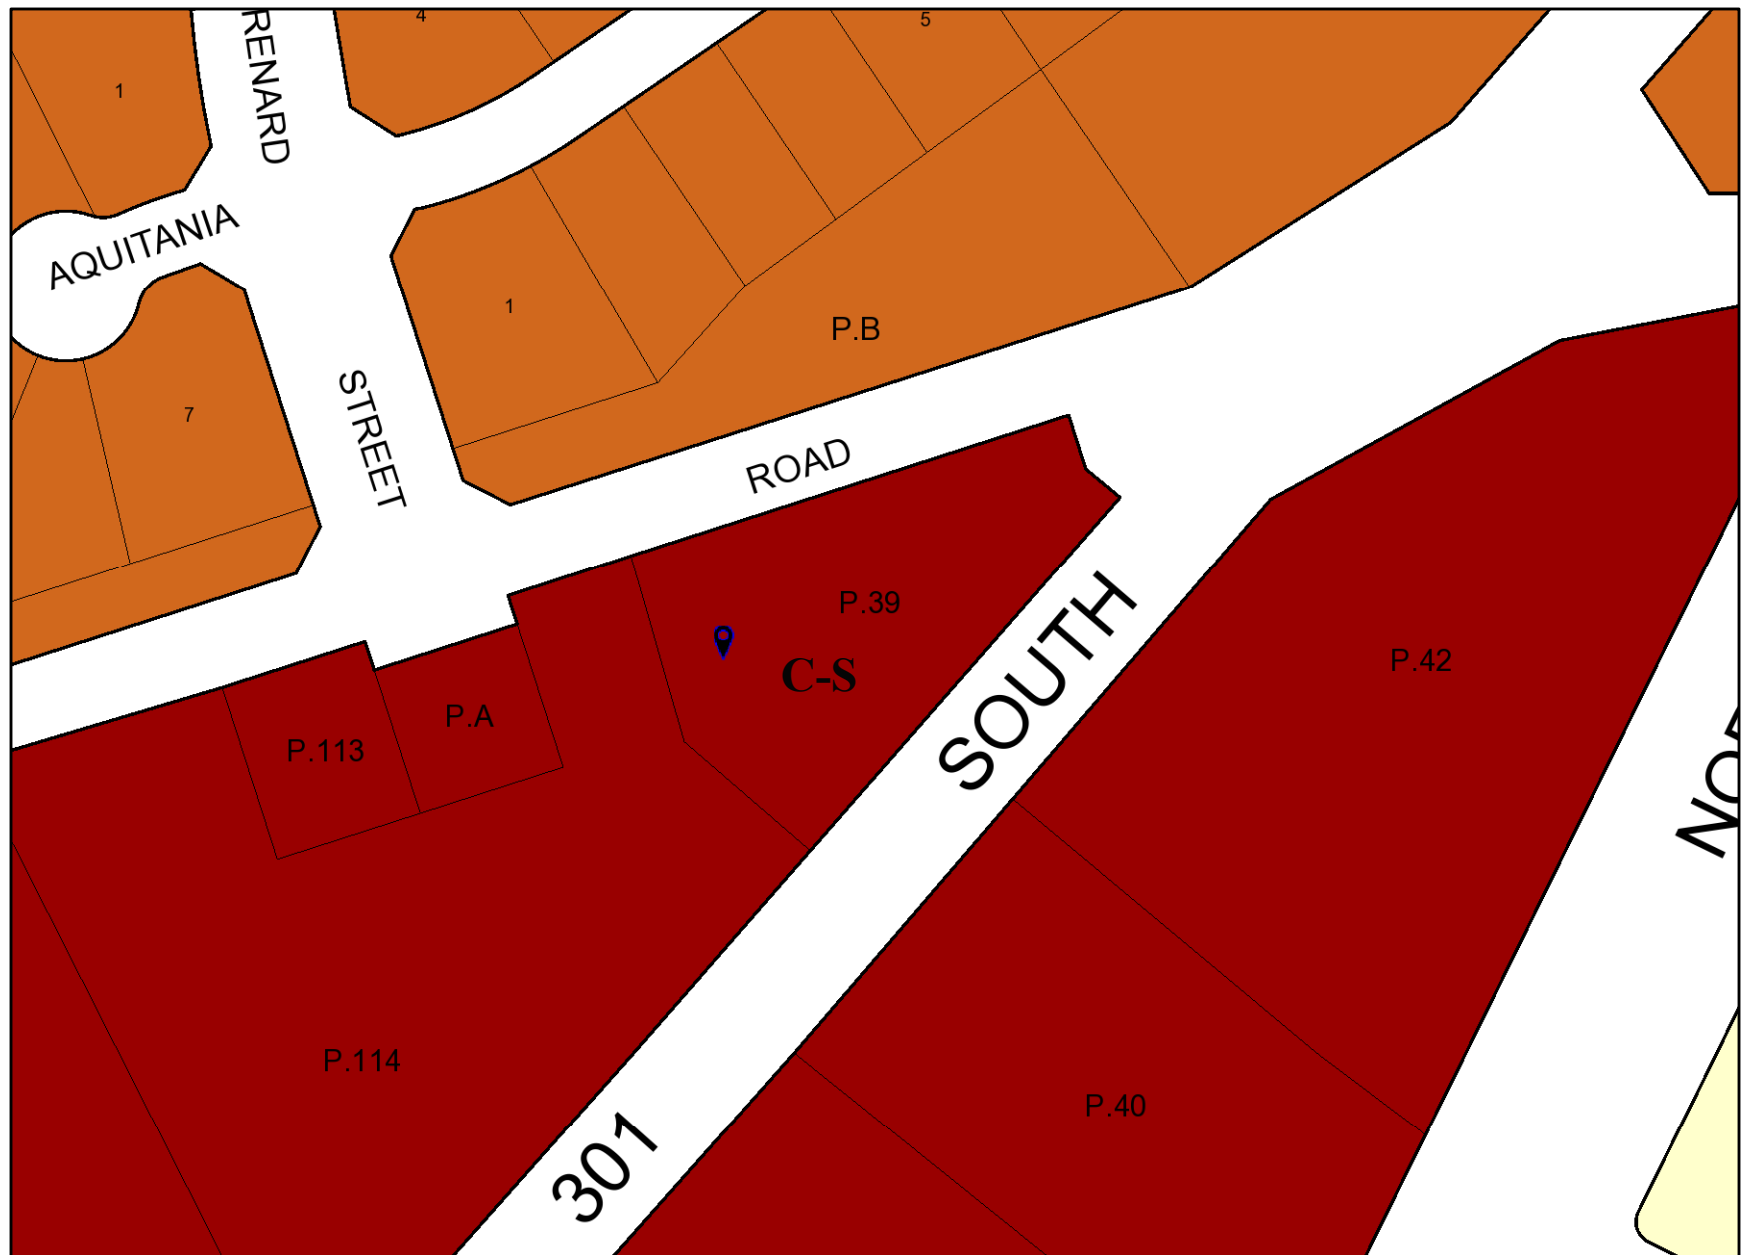 4
5
1
RENARD
AQUITANIA
1
P.B
7
STREET
ROAD
P.39
C-S
P.42
P.A
P.113
SOUTH
P.114
P.40
301